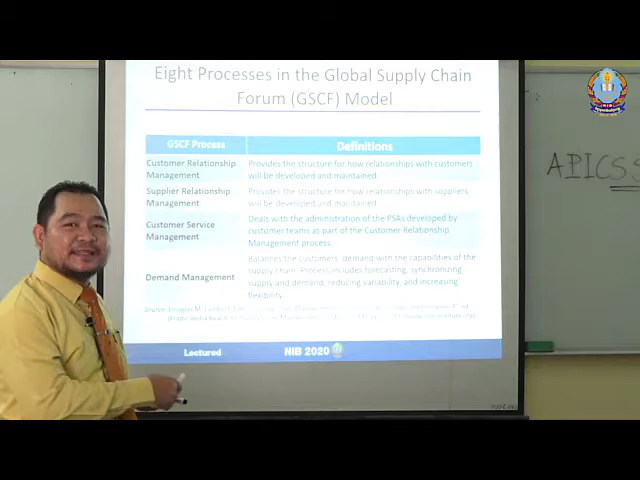 Eight Processes in the Global Supply Chain
Forum (GSCF) Model
GSCF Process
Definitions
Customer Relationship
Management
Provides the structure for how relationships with customers
will be developed and maintained.
Supplier Relationship
Management
Provides the structure for how relationships with suppliers
will be developed and maintained.
Customer Service
Management
Deals with the administration of the PSAs developed by
customer teams as part of the Customer Relationship
Management process.
Demand Management
Balances the customers' demand with the capabilities of the
supply chain. Process includes forecasting, synchronizing
supply and demand, reducing variability, and increasing
flexibility.
Source: Douglas M.
Lectured
NIB 2020
APICSS
NIB